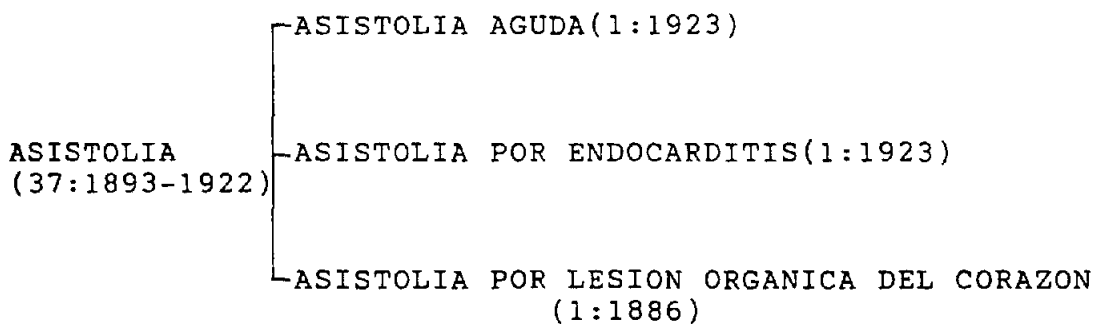 ASISTOLIA AGUDA(1:1923)
ASISTOLIA
(37:1893-1922)
ASISTOLIA POR ENDOCARDITIS(1:1923)
ASISTOLIA POR LESION ORGANICA DEL CORAZON
(1:1886)